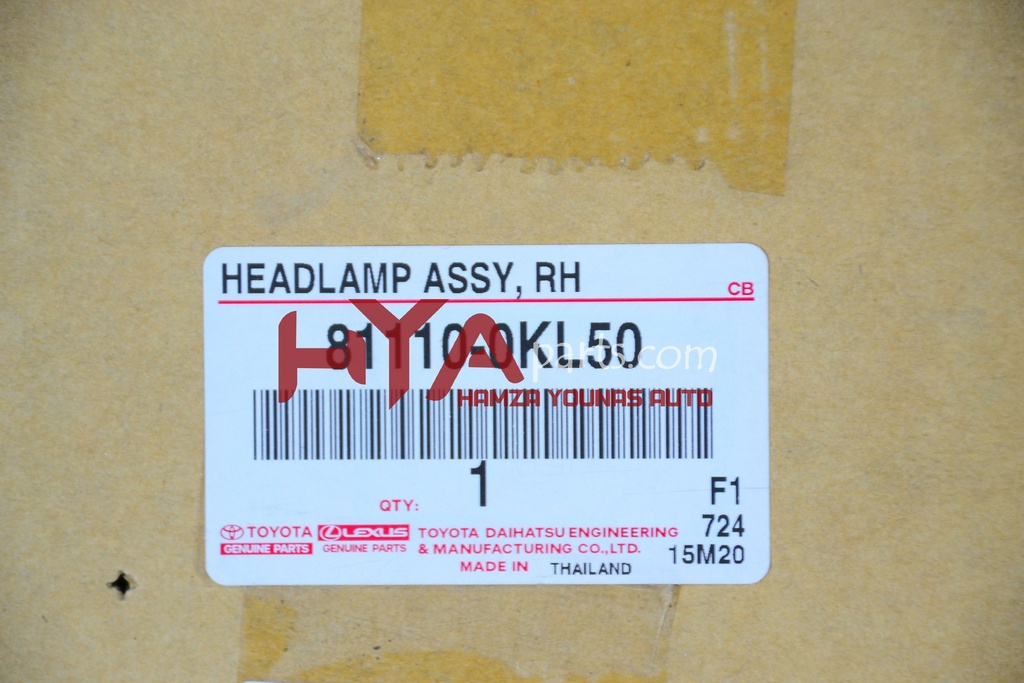 HEADLAMP ASSY, RH
CB
81110-0KL50
HYA parts.com
HAMZA YOUNAS AUTO
1
QTY:
F1
724
15M20
TOYOTA LEXUS
GENUINE PARTS GENUINE PARTS
TOYOTA DAIHATSU ENGINEERING
& MANUFACTURING CO.,LTD.
MADE IN THAILAND